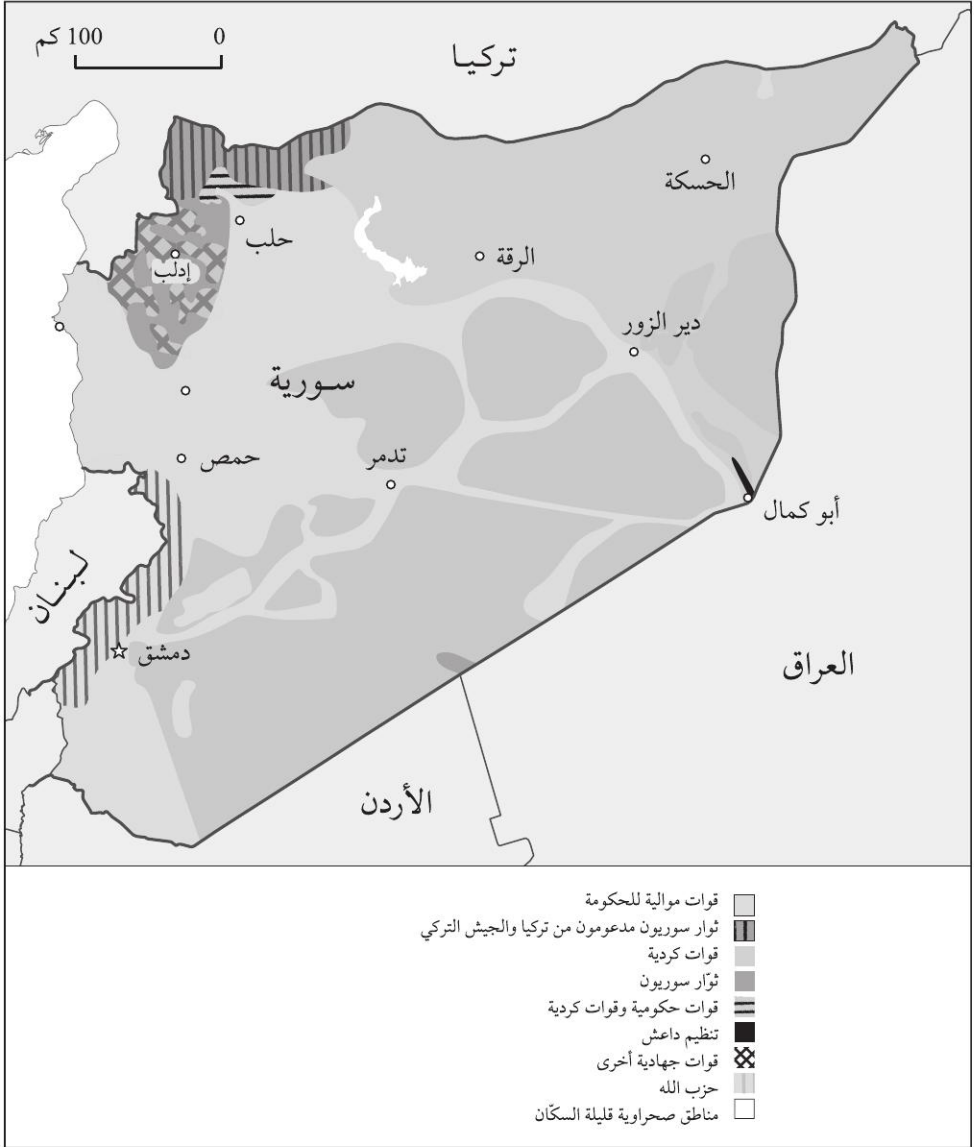 100 كم 0
تركيا
الحسكة
حلب
الرقة
إدلب
دير الزور
سورية
حمص
تدمر
أبو كمال
لبنان
دمشق
العراق
الأردن
قوات موالية للحكومة
ثوار سوريون مدعومون من تركيا والجيش التركي
قوات كردية
ثوّار سوريون
قوات حكومية وقوات كردية
تنظيم داعش
قوات جهادية أخرى
حزب الله
مناطق صحراوية قليلة السكّان